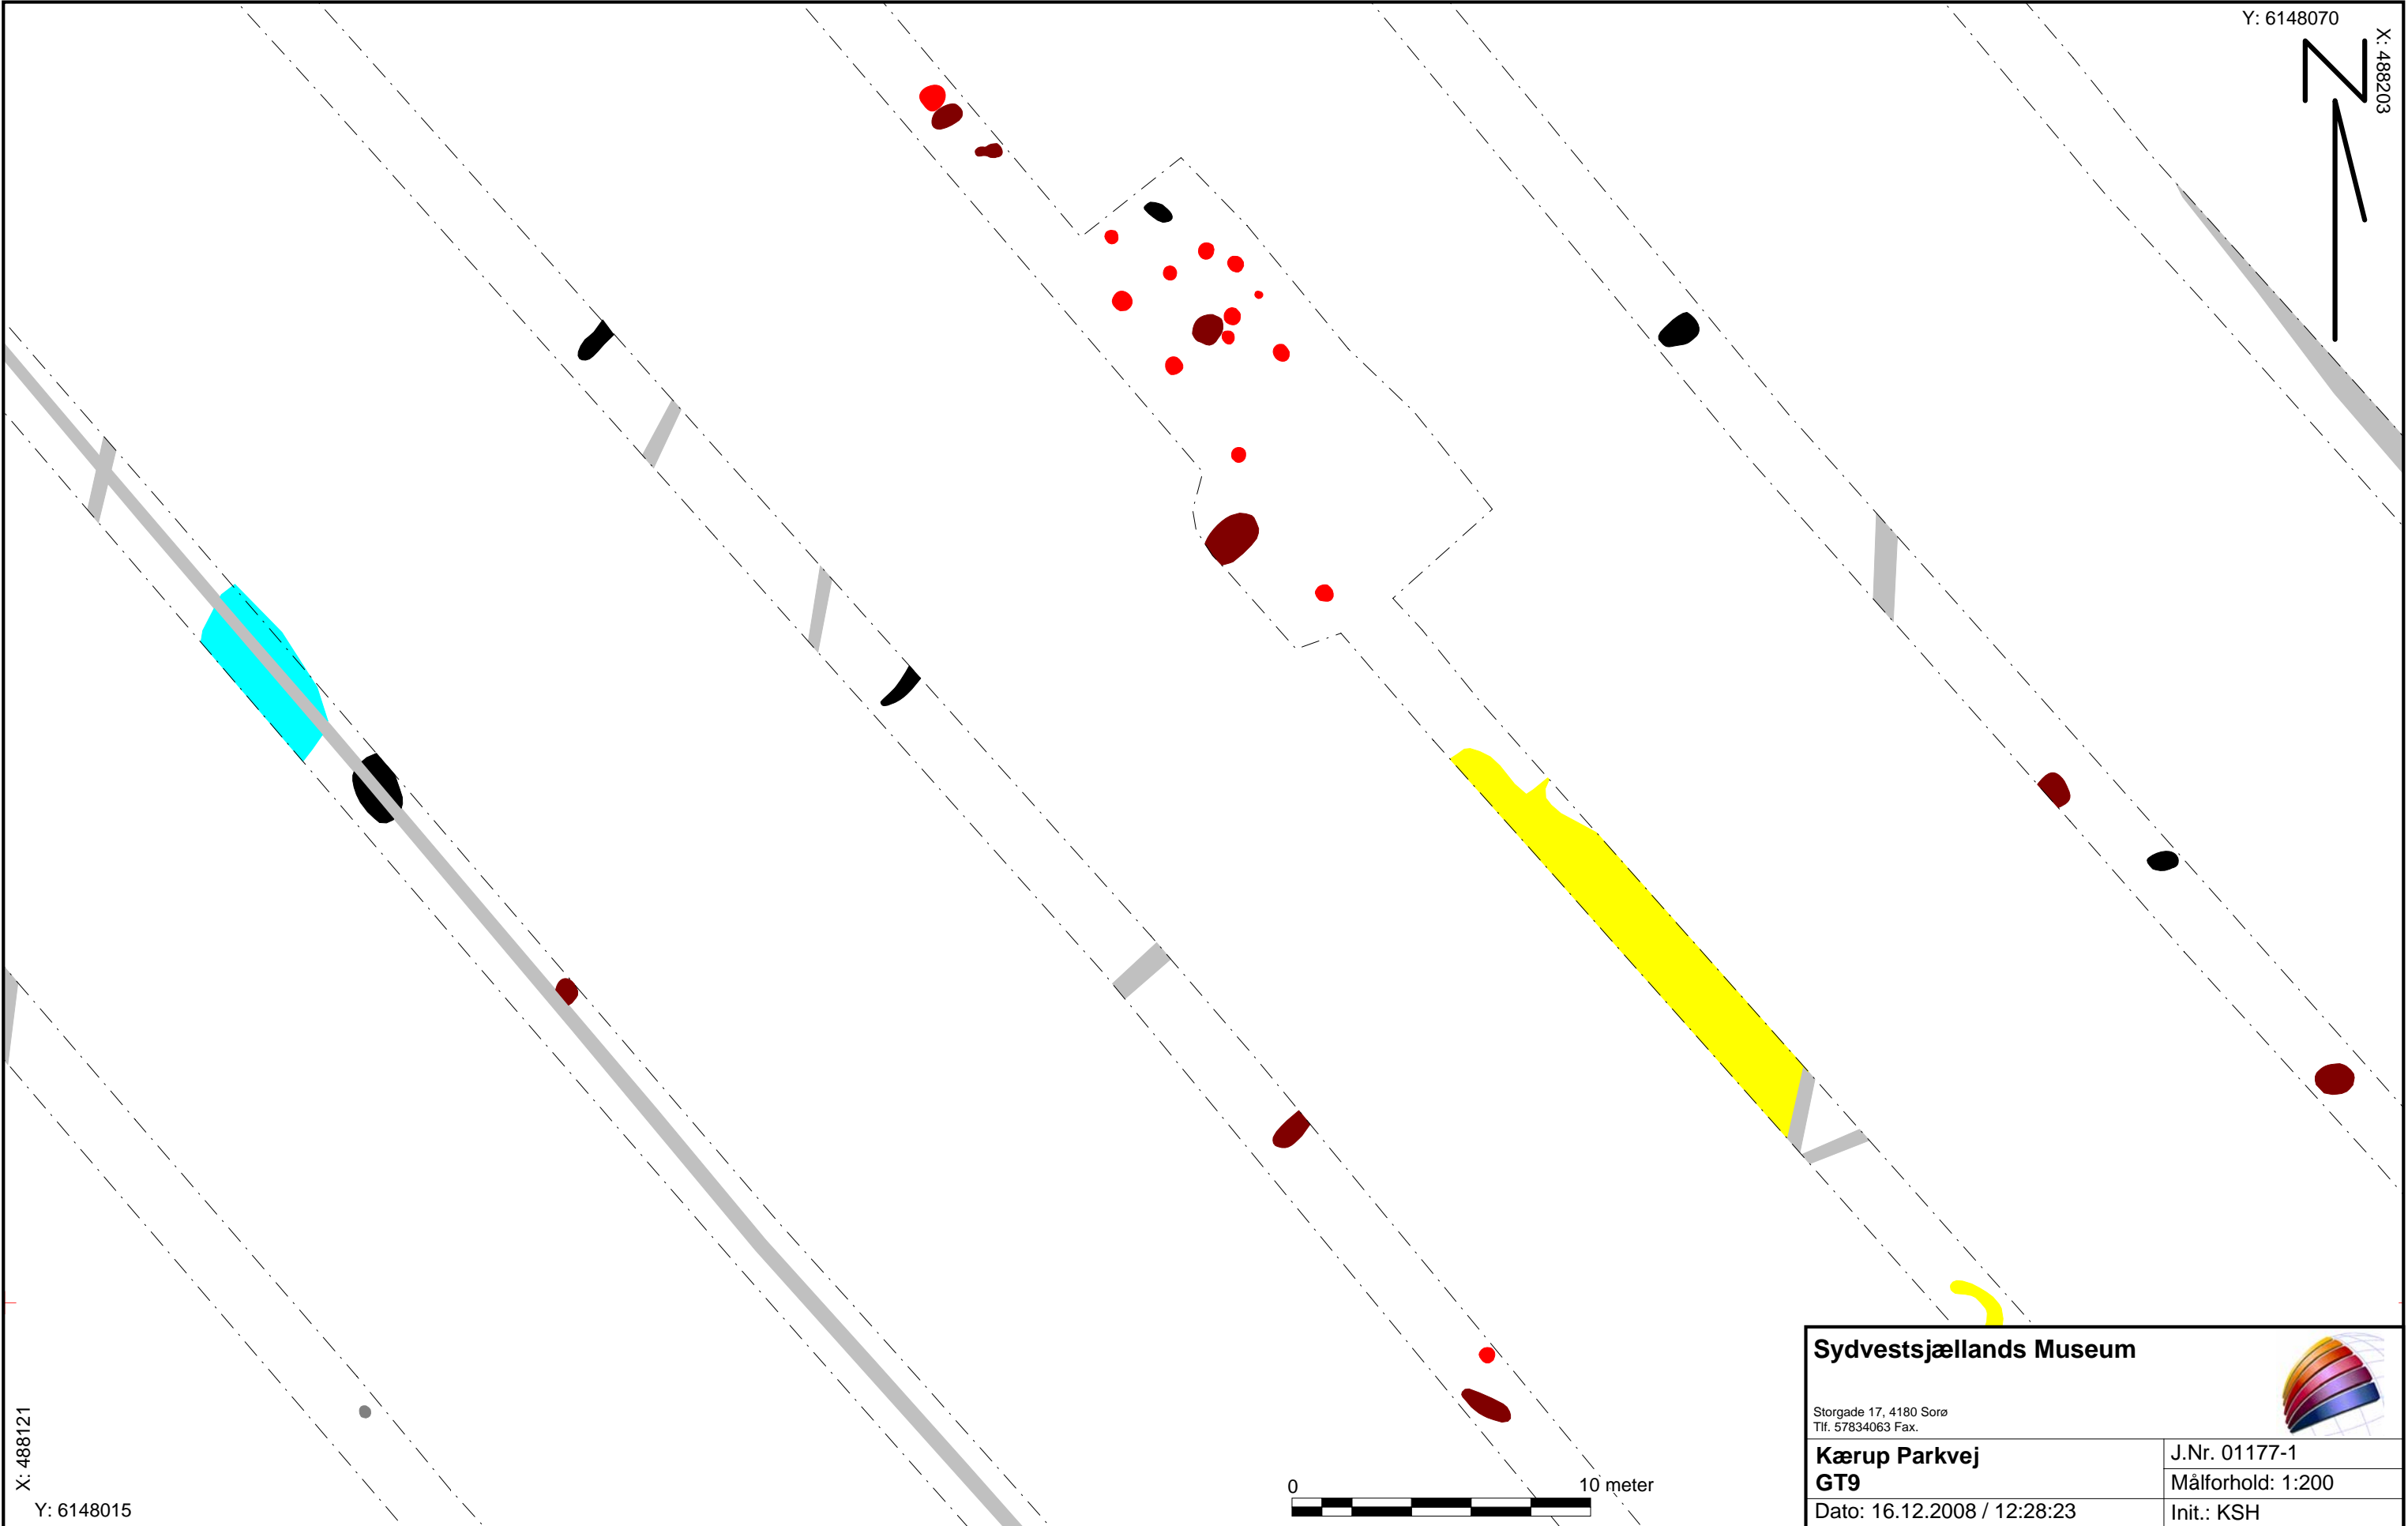 Y: 6148070
X: 488203
X: 488121
Y: 6148015
0
10 meter
Sydvestsjællands Museum
Storgade 17, 4180 Sorø
Tlf. 57834063 Fax.
Kærup Parkvej
GT9
J.Nr. 01177-1
Målforhold: 1:200
Dato: 16.12.2008 / 12:28:23
Init.: KSH